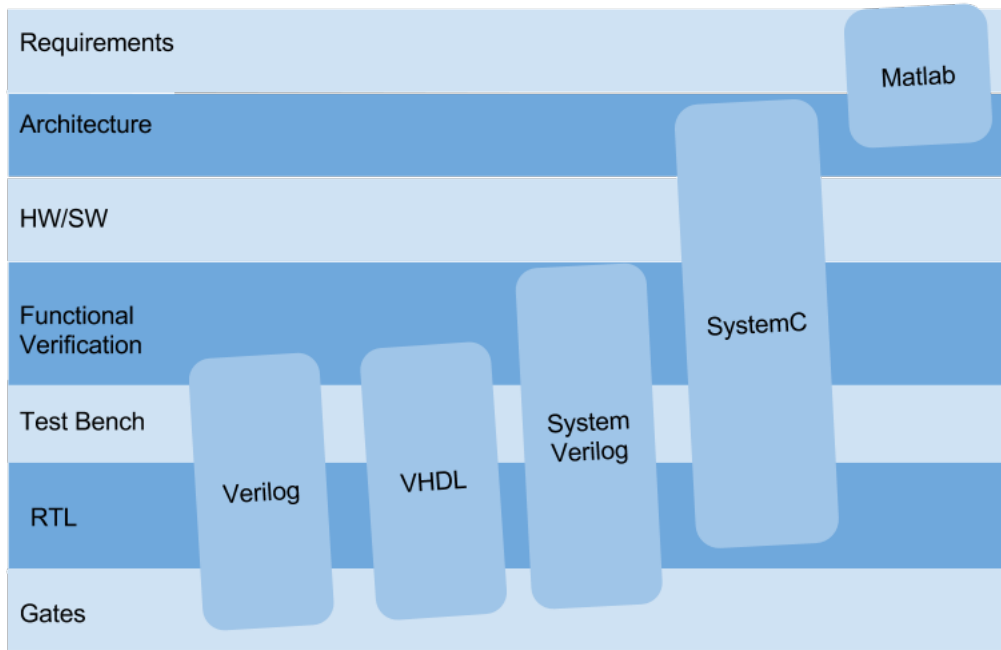 Requirements
Matlab
Architecture
HW/SW
Functional
Verification
SystemC
Test Bench
System
Verilog
VHDL
Verilog
RTL
Gates